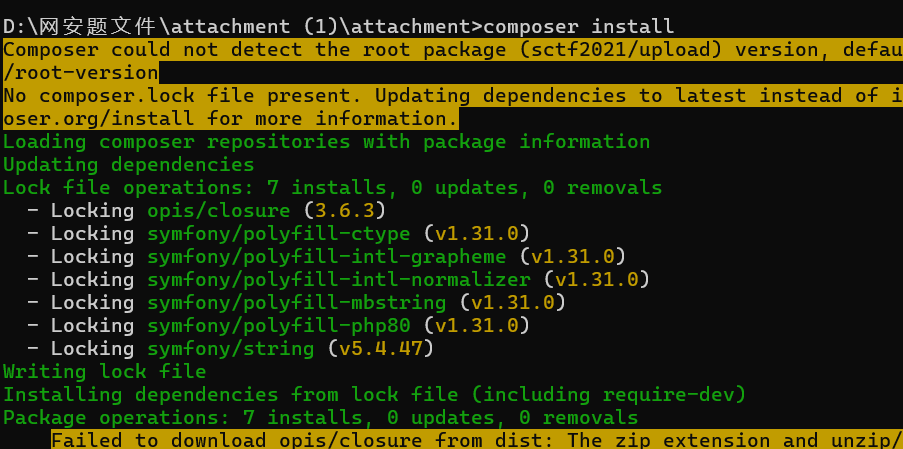 D:\网安题文件\attachment (1)\attachment>composer install
Composer could not detect the root package (sctf2021/upload) version, defau
/root-version
No composer.lock file present. Updating dependencies to latest instead of i
oser.org/install for more information.
Loading composer repositories with package information
Updating dependencies
Lock file operations: 7 installs, 0 updates, 0 removals
  - Locking opis/closure (3.6.3)
  - Locking symfony/polyfill-ctype (v1.31.0)
  - Locking symfony/polyfill-intl-grapheme (v1.31.0)
  - Locking symfony/polyfill-intl-normalizer (v1.31.0)
  - Locking symfony/polyfill-mbstring (v1.31.0)
  - Locking symfony/polyfill-php80 (v1.31.0)
  - Locking symfony/string (v5.4.47)
Writing lock file
Installing dependencies from lock file (including require-dev)
Package operations: 7 installs, 0 updates, 0 removals
    Failed to download opis/closure from dist: The zip extension and unzip/